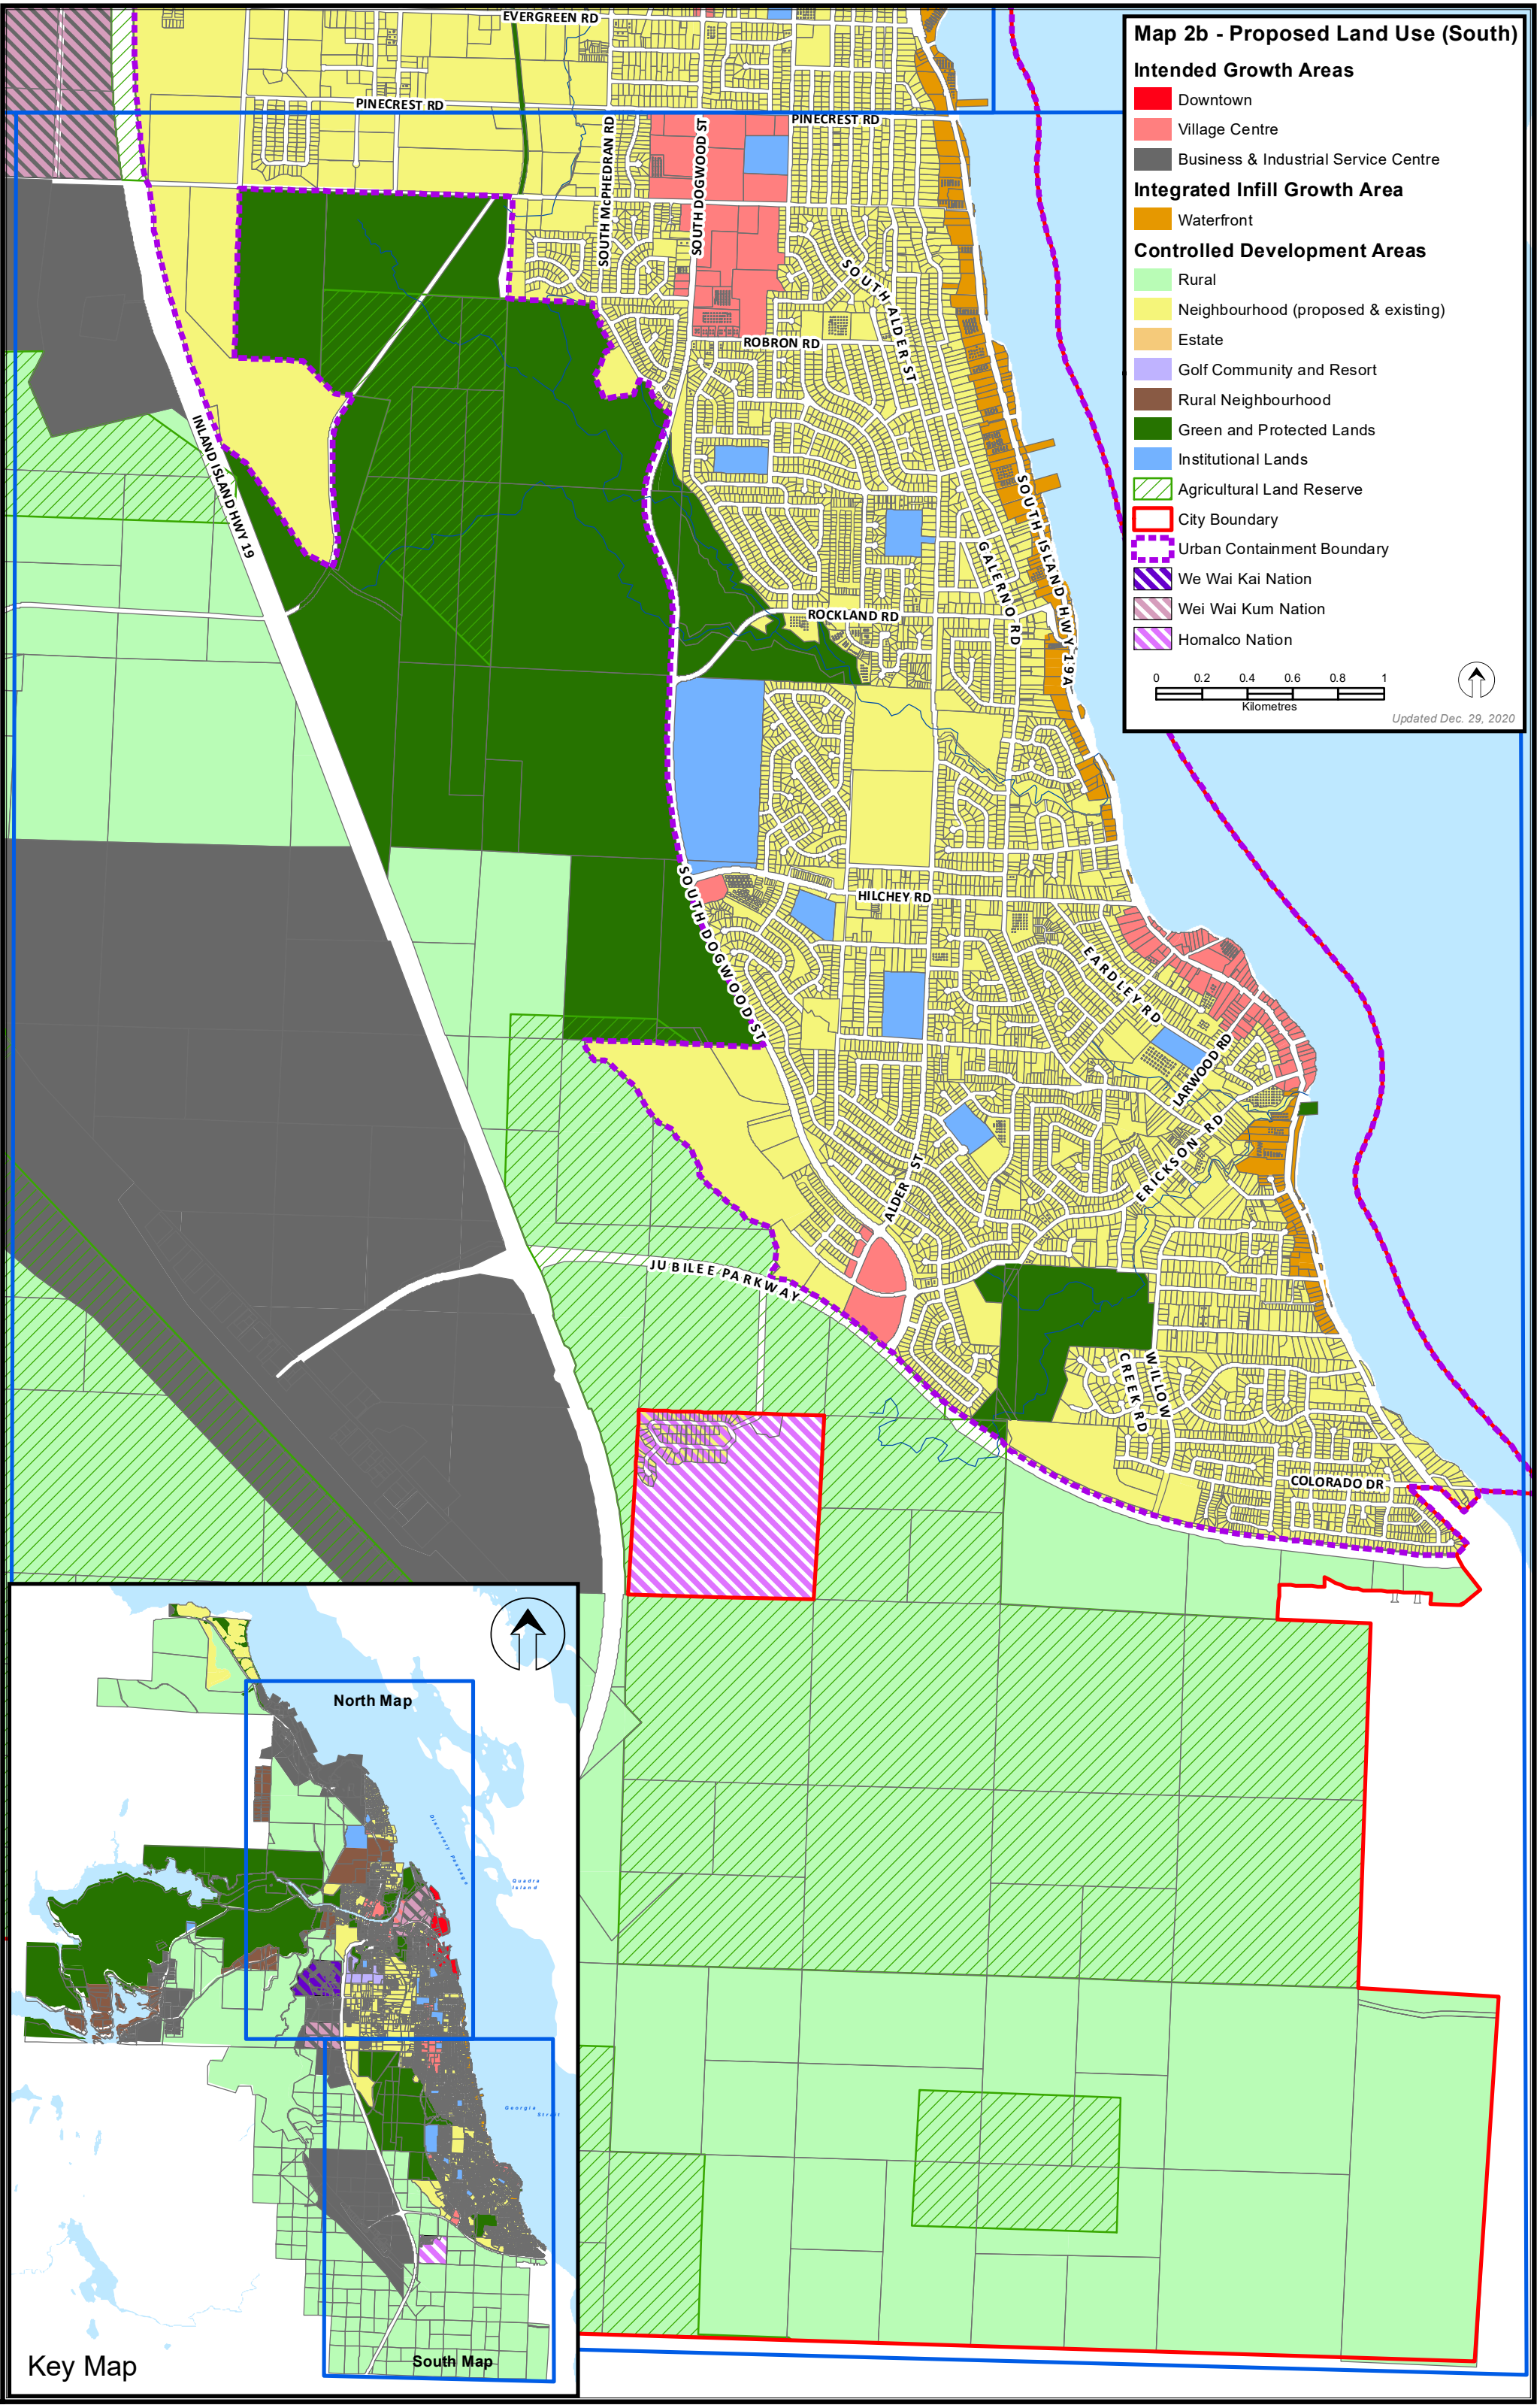 Map 2b - Proposed Land Use (South)
Intended Growth Areas
Downtown
Village Centre
Business & Industrial Service Centre
Integrated Infill Growth Area
Waterfront
Controlled Development Areas
Rural
Neighbourhood (proposed & existing)
Estate
Golf Community and Resort
Rural Neighbourhood
Green and Protected Lands
Institutional Lands
Agricultural Land Reserve
City Boundary
Urban Containment Boundary
We Wai Kai Nation
Wei Wai Kum Nation
Homalco Nation
0 0.2 0.4 0.6 0.8 1
Kilometres
Updated Dec. 29, 2020
EVERGREEN RD
PINECREST RD
PINECREST RD
SOUTH McPHEDRAN RD
SOUTH DOGWOOD ST
SOUTH ALDER ST
ROBRON RD
INLAND ISLAND HWY 19
SOUTH ISLAND HWY 19A
GALERNO RD
ROCKLAND RD
HILCHEY RD
SOUTH DOGWOOD ST
EARDLEY RD
LARWOOD RD
ERICKSON RD
ALDER ST
JUBILEE PARKWAY
WILLOW
CREEK RD
COLORADO DR
North Map
Discovery Passage
Quadra
Island
Georgia
Strait
South Map
Key Map